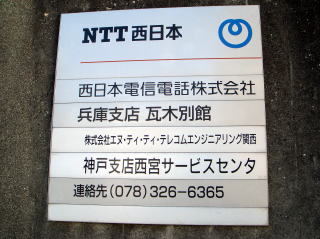 NTT西日本
西日本電信電話株式会社
兵庫支店 瓦木別館
株式会社エヌ・ティ・ティ・テレコムエンジニアリング関西
神戸支店西宮サービスセンタ
連絡先(078)326-6365